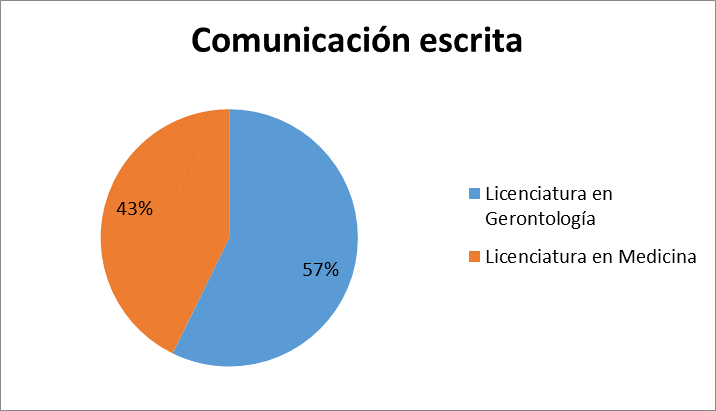 Comunicación escrita
43%
57%
Licenciatura en
Gerontología
Licenciatura en Medicina